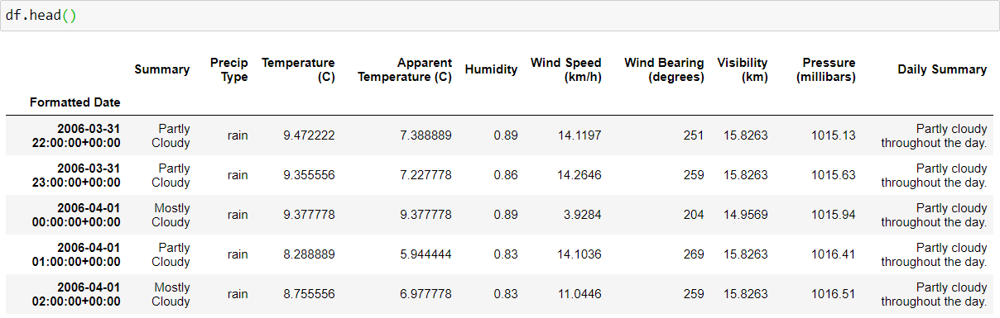 df.head()
Summary Precip Type Temperature (C) Apparent Temperature (C) Humidity Wind Speed (km/h) Wind Bearing (degrees) Visibility (km) Pressure (millibars) Daily Summary
Formatted Date
2006-03-31 22:00:00+00:00 Partly Cloudy rain 9.472222 7.388889 0.89 14.1197 251 15.8263 1015.13 Partly cloudy throughout the day.
2006-03-31 23:00:00+00:00 Partly Cloudy rain 9.355556 7.227778 0.86 14.2646 259 15.8263 1015.63 Partly cloudy throughout the day.
2006-04-01 00:00:00+00:00 Mostly Cloudy rain 9.377778 9.377778 0.89 3.9284 204 14.9569 1015.94 Partly cloudy throughout the day.
2006-04-01 01:00:00+00:00 Partly Cloudy rain 8.288889 5.944444 0.83 14.1036 269 15.8263 1016.41 Partly cloudy throughout the day.
2006-04-01 02:00:00+00:00 Mostly Cloudy rain 8.755556 6.977778 0.83 11.0446 259 15.8263 1016.51 Partly cloudy throughout the day.